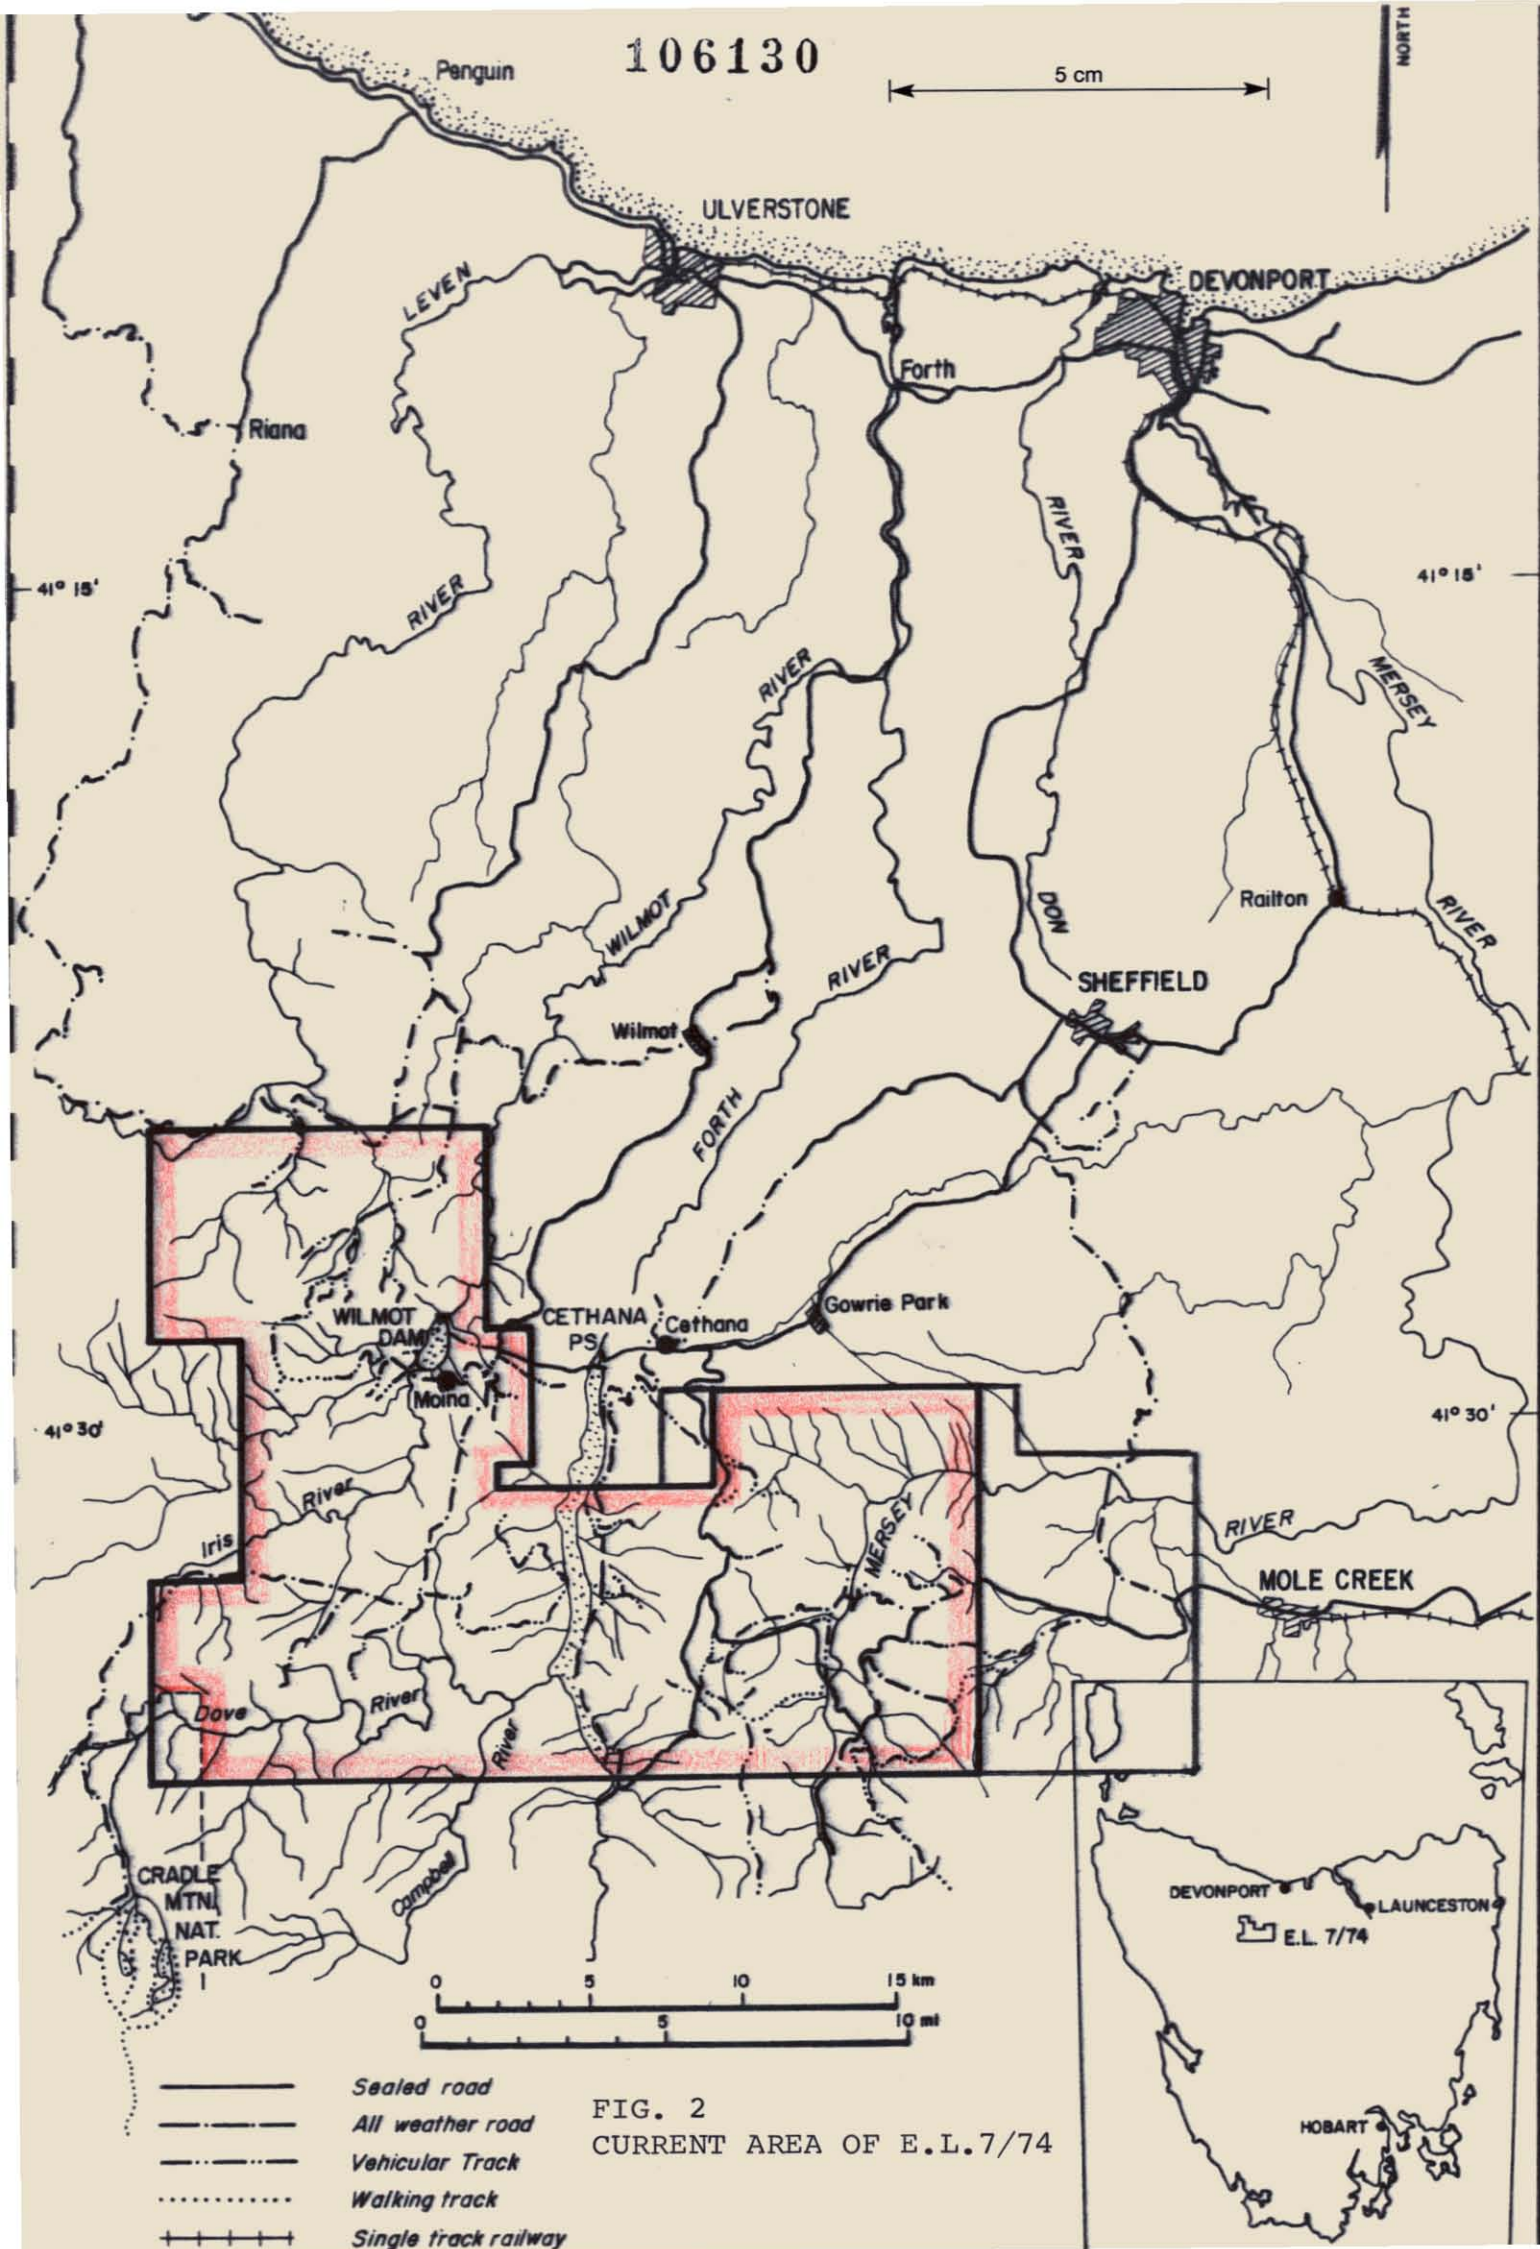 106130
5 cm
NORTH
Penguin
ULVERSTONE
DEVONPORT
LEVEN
Forth
Riana
RIVER
41° 15'
41° 15'
RIVER
RIVER
MERSEY
WILMOT
RIVER
DON
Railton
RIVER
SHEFFIELD
Wilmot
FORTH
WILMOT
DAM
CETHANA
PS
Cethana
Gowrie Park
Moina
41° 30'
41° 30'
River
Iris
MERSEY
RIVER
MOLE CREEK
Dove
River
River
CRADLE
MTN.
NAT.
PARK
Campbell
DEVONPORT
LAUNCESTON
E.L. 7/74
HOBART
0 5 10 15 km
0 5 10 mi
Sealed road
All weather road
Vehicular Track
Walking track
Single track railway
FIG. 2
CURRENT AREA OF E.L.7/74